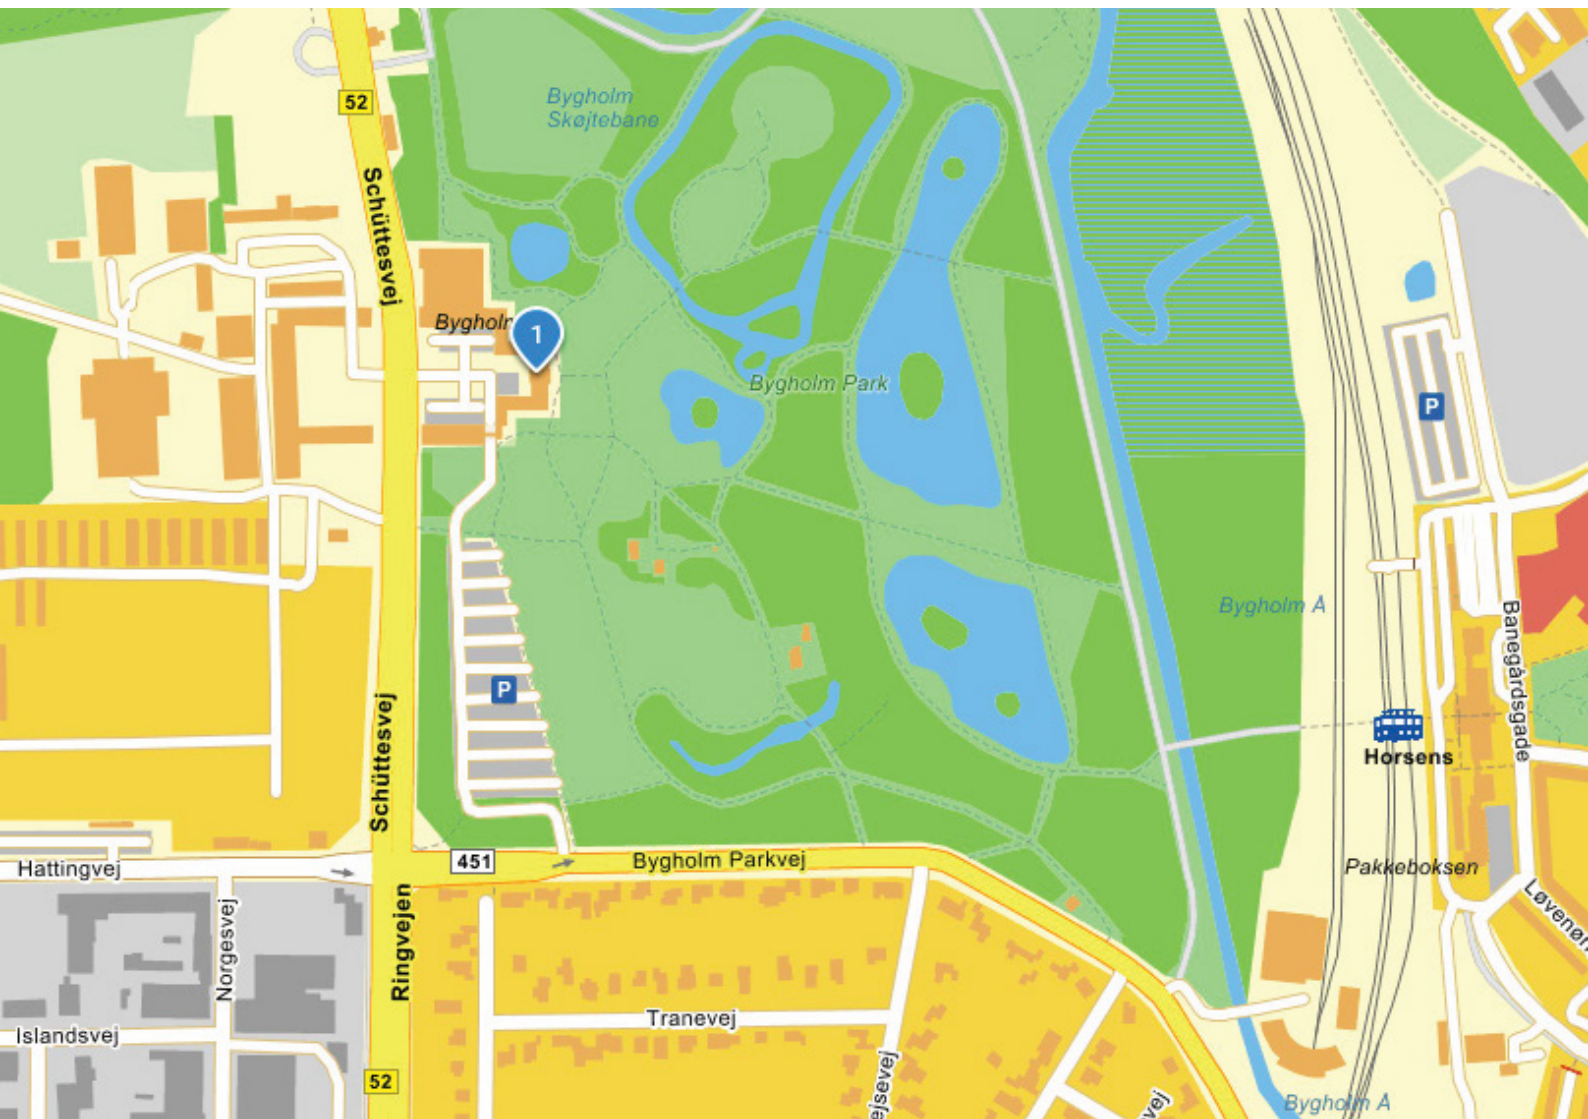 Bygholm
Skøjtebane
52
Schüttesvej
1
Bygholm Park
P
Bygholm Å
Banegårdsgade
Schüttesvej
P
Horsens
Hattingvej
451
Bygholm Parkvej
Pakkeboksen
Norgesvej
Ringvejen
Tranevej
Islandsvej
52
Bygholm Å